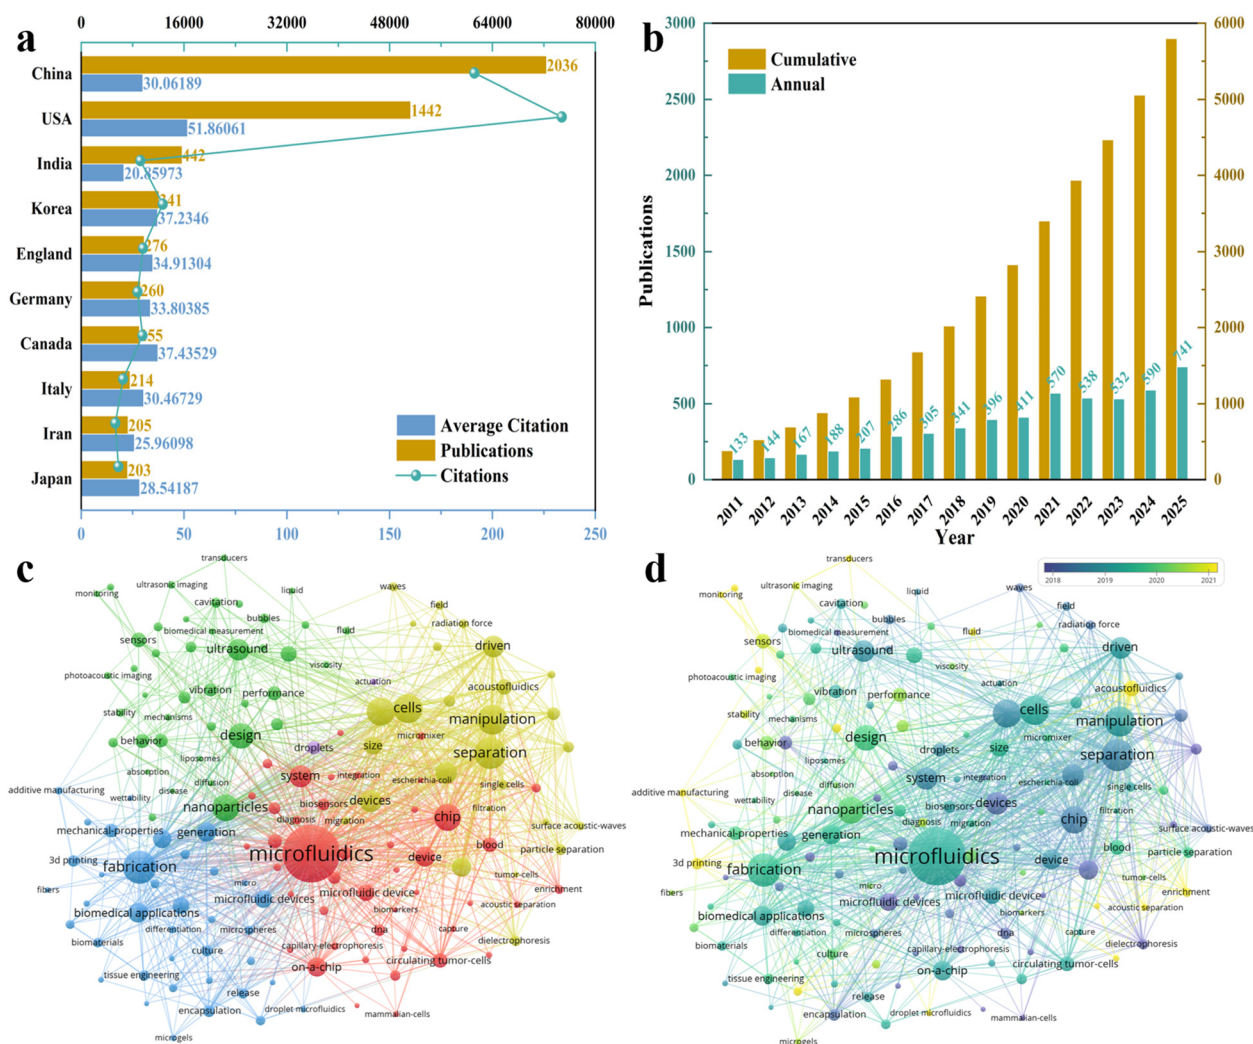 a
0 16000 32000 48000 64000 80000
China
2036
30.06189
USA
1442
51.86061
India
442
20.85973
Korea
341
37.2346
England
276
34.91304
Germany
260
33.80385
Canada
55
37.43529
Italy
214
30.46729
Iran
205
25.96098
Japan
203
28.54187
Average Citation
Publications
Citations
0 50 100 150 200 250
b
Cumulative
Annual
Publications
3000
2500
2000
1500
1000
500
0
6000
5000
4000
3000
2000
1000
0
133 144 167 188 207 286 305 341 396 411 570 538 532 590 741
2011 2012 2013 2014 2015 2016 2017 2018 2019 2020 2021 2022 2023 2024 2025
Year
c
transducers
ultrasonic imaging
monitoring
liquid
waves
cavitation
field
bubbles
sensors
biomedical measurement
fluid
radiation force
ultrasound
driven
viscosity
photoacoustic imaging
actuation
vibration
performance
acoustofluidics
cells
stability
mechanisms
manipulation
behavior
design
micromixer
droplets
size
separation
liposomes
absorption
system
integration
escherichia-coli
single cells
diffusion
additive manufacturing
wettability
disease
nanoparticles
biosensors
devices
filtration
diagnosis
migration
chip
mechanical-properties
generation
surface acoustic-waves
blood
microfluidics
device
particle separation
3d printing
fabrication
tumor-cells
fibers
micro
microfluidic device
enrichment
microfluidic devices
acoustic separation
biomedical applications
biomarkers
differentiation
microspheres
dna
capture
biomaterials
culture
capillary-electrophoresis
dielectrophoresis
on-a-chip
circulating tumor-cells
tissue engineering
release
encapsulation
droplet microfluidics
mammalian-cells
microgels
d
2018 2019 2020 2021
transducers
ultrasonic imaging
monitoring
liquid
waves
cavitation
field
bubbles
sensors
biomedical measurement
fluid
radiation force
ultrasound
driven
viscosity
photoacoustic imaging
actuation
vibration
performance
acoustofluidics
cells
stability
mechanisms
manipulation
behavior
design
micromixer
droplets
size
separation
liposomes
absorption
system
integration
escherichia-coli
single cells
diffusion
additive manufacturing
wettability
disease
nanoparticles
biosensors
devices
filtration
diagnosis
migration
chip
mechanical-properties
generation
surface acoustic-waves
blood
microfluidics
device
particle separation
3d printing
fabrication
tumor-cells
fibers
micro
microfluidic device
enrichment
microfluidic devices
acoustic separation
biomedical applications
biomarkers
differentiation
microspheres
dna
capture
biomaterials
culture
capillary-electrophoresis
dielectrophoresis
on-a-chip
circulating tumor-cells
tissue engineering
release
encapsulation
droplet microfluidics
mammalian-cells
microgels